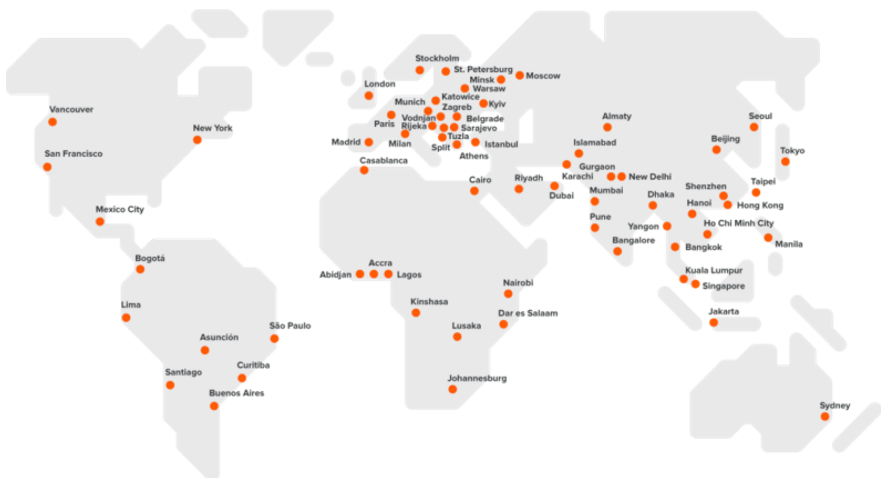 Stockholm
St. Petersburg
Moscow
Minsk
Warsaw
London
Katowice
Munich
Kyiv
Zagreb
Vancouver
Vodnjan
Belgrade
Paris
Rijeka
Sarajevo
New York
Tuzla
Madrid
Milan
Split
Istanbul
Athens
Almaty
Seoul
Islamabad
Beijing
San Francisco
Casablanca
Tokyo
Gurgaon
Karachi
New Delhi
Cairo
Riyadh
Dubai
Mumbai
Dhaka
Shenzhen
Taipei
Hanoi
Hong Kong
Mexico City
Pune
Yangon
Ho Chi Minh City
Bangalore
Bangkok
Manila
Bogotá
Abidjan
Accra
Lagos
Kuala Lumpur
Nairobi
Singapore
Lima
Kinshasa
Dar es Salaam
Jakarta
São Paulo
Lusaka
Asunción
Santiago
Curitiba
Johannesburg
Buenos Aires
Sydney